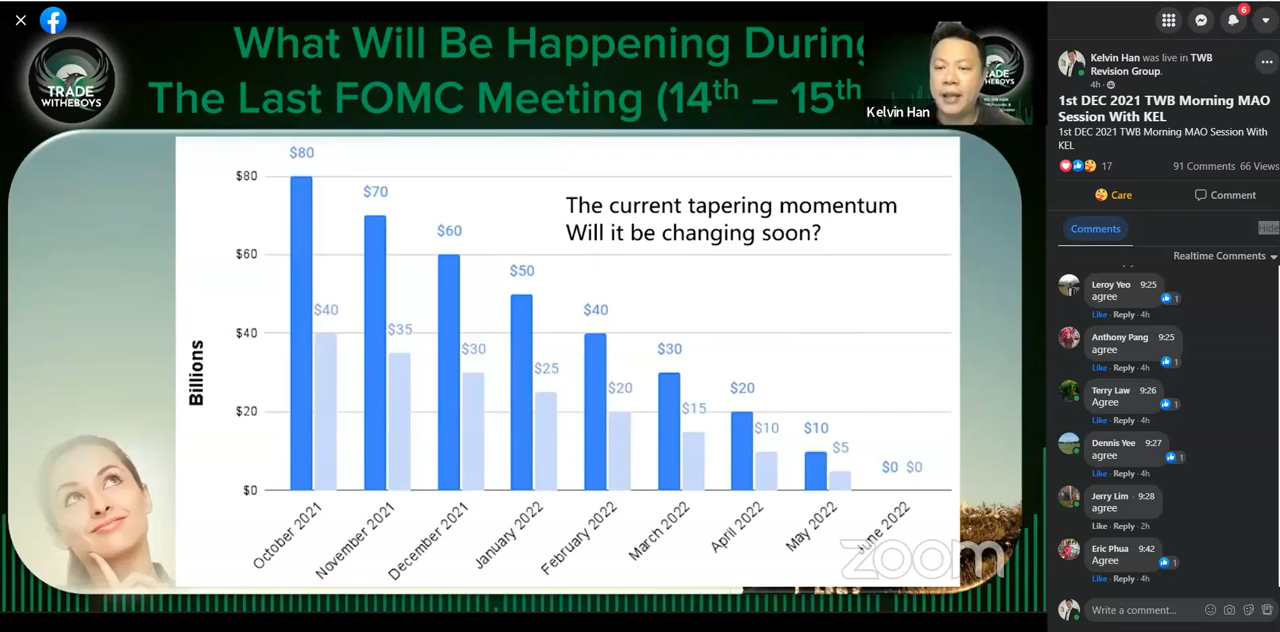 What Will Be Happening During
The Last FOMC Meeting (14th – 15th
TRADE
WITHEBOYS
Kelvin Han
The current tapering momentum
Will it be changing soon?
Billions
$80
$60
$40
$20
$0
$80
$40
$70
$35
$60
$30
$50
$25
$40
$20
$30
$15
$20
$10
$10
$5
$0 $0
October 2021
November 2021
December 2021
January 2022
February 2022
March 2022
April 2022
May 2022
June 2022
zoom
6
Kelvin Han was live in TWB
Revision Group.
4h ·
1st DEC 2021 TWB Morning MAO
Session With KEL
1st DEC 2021 TWB Morning MAO Session With
KEL
17
91 Comments 66 Views
Care
Comment
Comments
Hide
Realtime Comments
Leroy Yeo 9:25
agree
1
Like · Reply · 4h
Anthony Pang 9:25
agree
1
Like · Reply · 4h
Terry Law 9:26
Agree
1
Like · Reply · 4h
Dennis Yee 9:27
agree
1
Like · Reply · 4h
Jerry Lim · 9:28
agree
Like · Reply · 2h
Eric Phua 9:42
Agree
1
Like · Reply · 4h
Write a comment...